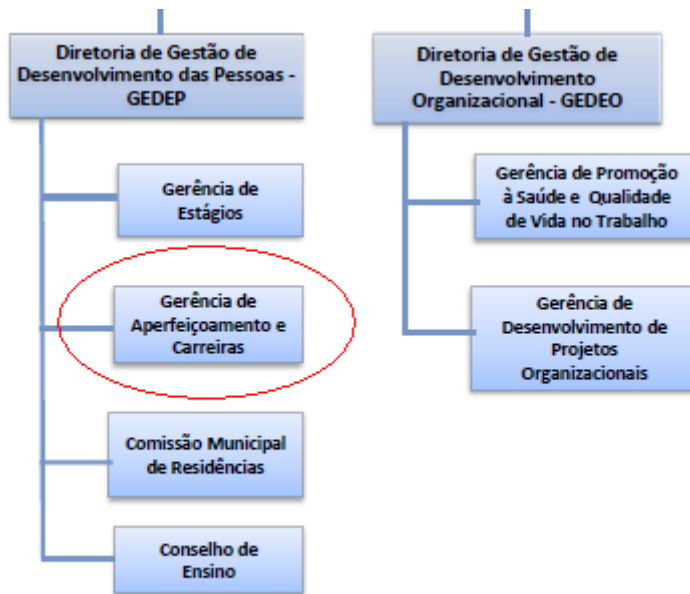 Diretoria de Gestão de
Desenvolvimento das Pessoas -
GEDEP
Gerência de
Estágios
Gerência de
Aperfeiçoamento e
Carreiras
Comissão Municipal
de Residências
Conselho de
Ensino
Diretoria de Gestão de
Desenvolvimento
Organizacional - GEDEO
Gerência de Promoção
à Saúde e Qualidade
de Vida no Trabalho
Gerência de
Desenvolvimento de
Projetos
Organizacionais